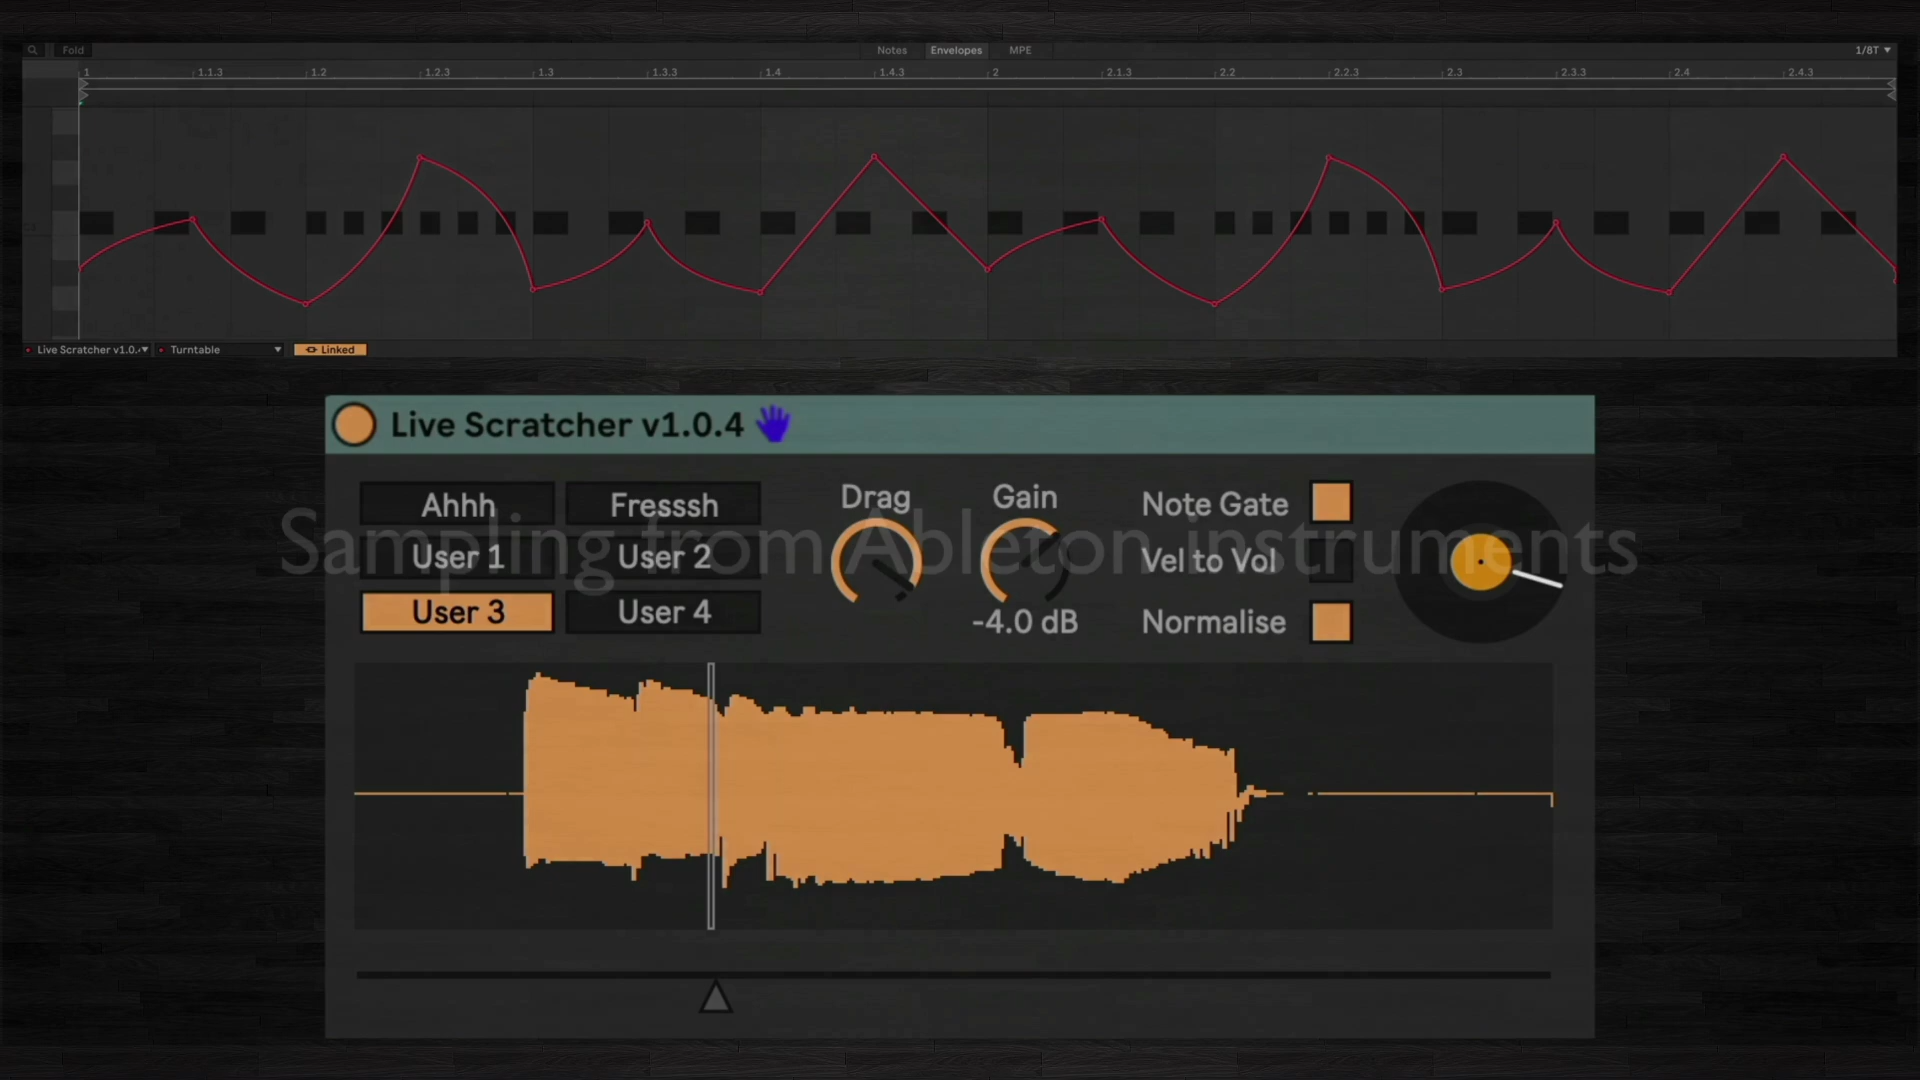 Fold
Notes Envelopes MPE
1/8T
1 1.1.3 1.2 1.2.3 1.3 1.3.3 1.4 1.4.3 2 2.1.3 2.2 2.2.3 2.3 2.3.3 2.4 2.4.3
Live Scratcher v1.0. Turntable Linked
Live Scratcher v1.0.4
Ahhh Fresssh Drag Gain Note Gate
Sampling from Ableton instruments
User 1 User 2 Vel to Vol
User 3 User 4 -4.0 dB Normalise